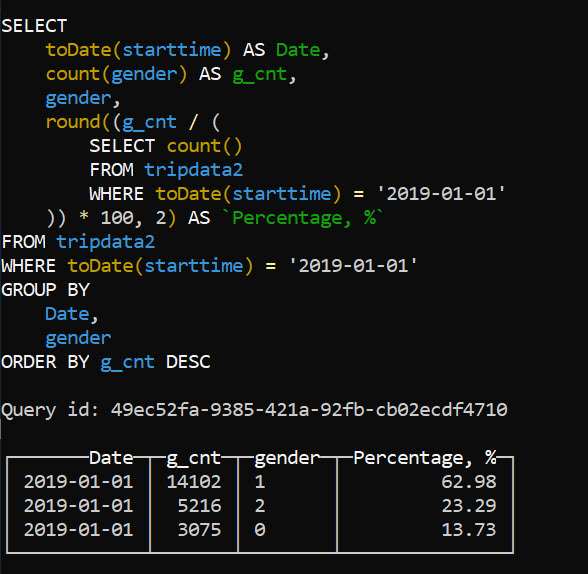 SELECT
    toDate(starttime) AS Date,
    count(gender) AS g_cnt,
    gender,
    round((g_cnt / (
        SELECT count()
        FROM tripdata2
        WHERE toDate(starttime) = '2019-01-01'
    )) * 100, 2) AS `Percentage, %`
FROM tripdata2
WHERE toDate(starttime) = '2019-01-01'
GROUP BY
    Date,
    gender
ORDER BY g_cnt DESC
Query id: 49ec52fa-9385-421a-92fb-cb02ecdf4710
Date g_cnt gender Percentage, %
2019-01-01 14102 1 62.98
2019-01-01 5216 2 23.29
2019-01-01 3075 0 13.73